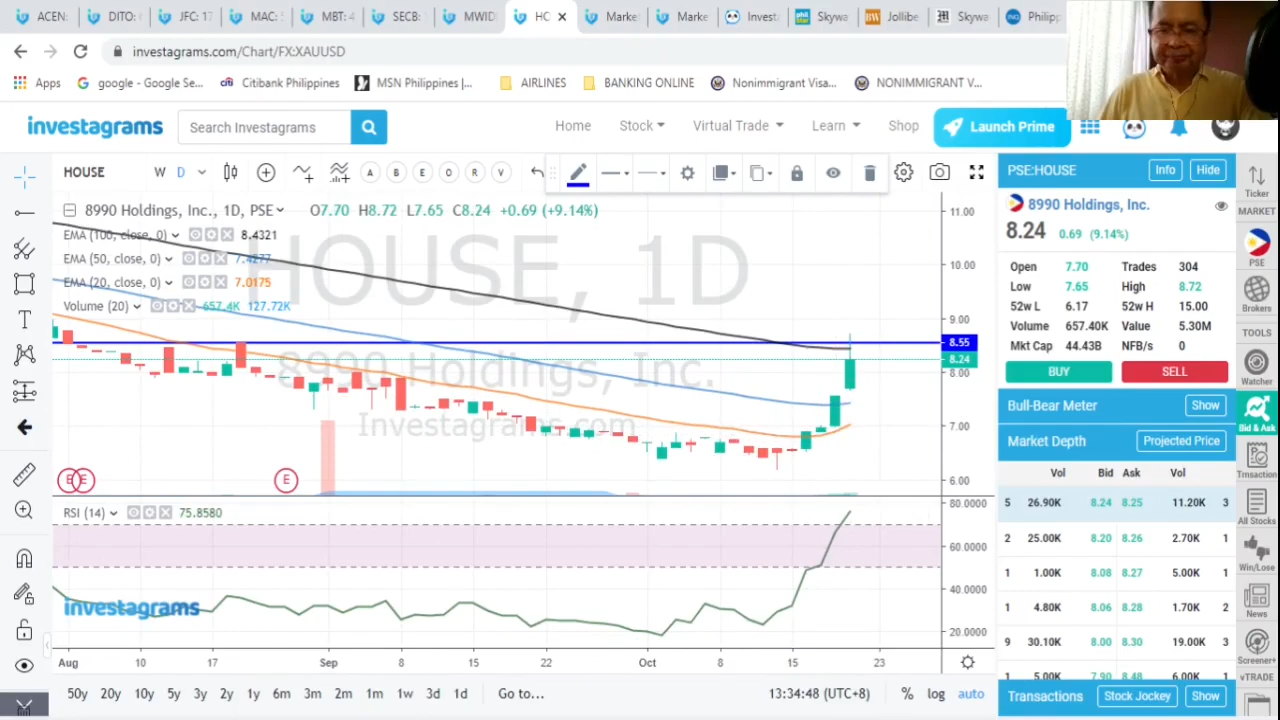 ACEN:
DITO:
JFC: 17
MAC:
MBT: 4
SECB:
MWID
HC
Marke
Marke
Invest
Skywa
Jollibe
Skywa
Philipp
investagrams.com/Chart/FX:XAUUSD
Apps
google - Google Se...
Citibank Philippines
MSN Philippines |...
AIRLINES
BANKING ONLINE
Nonimmigrant Visa...
NONIMMIGRANT V...
investagrams
Search Investagrams
Home
Stock
Virtual Trade
Learn
Shop
Launch Prime
HOUSE
W
D
A
B
E
D
R
V
PSE:HOUSE
Info
Hide
Ticker
MARKET
8990 Holdings, Inc., 1D, PSE
O7.70 H8.72 L7.65 C8.24 +0.69 (+9.14%)
EMA (100, close, 0)
8.4321
EMA (50, close, 0)
7.4277
EMA (20, close, 0)
7.0175
Volume (20)
657.4K 127.72K
HOUSE, 1D
8990 Holdings, Inc.
Investagrams.com
11.00
10.00
9.00
8.55
8.24
8.00
7.00
6.00
E
E
E
RSI (14)
75.8580
80.0000
60.0000
40.0000
20.0000
investagrams
Aug
10
17
Sep
8
15
22
Oct
8
15
23
50y
20y
10y
5y
3y
2y
1y
6m
3m
2m
1m
1w
3d
1d
Go to...
13:34:48 (UTC+8)
%
log
auto
8990 Holdings, Inc.
8.24 0.69 (9.14%)
Open 7.70 Trades 304
Low 7.65 High 8.72
52w L 6.17 52w H 15.00
Volume 657.40K Value 5.30M
Mkt Cap 44.43B NFB/s 0
BUY
SELL
Bull-Bear Meter
Show
Market Depth
Projected Price
Vol Bid Ask Vol
5 26.90K 8.24 8.25 11.20K 3
2 25.00K 8.20 8.26 2.70K 1
1 1.00K 8.08 8.27 5.00K 1
1 4.80K 8.06 8.28 1.70K 2
9 30.10K 8.00 8.30 19.00K 3
1 5.00K 7.90 8.48 6.00K 1
Transactions
Stock Jockey
Show
PSE
Brokers
TOOLS
Watcher
Bid & Ask
Trnsaction
All Stocks
Win/Lose
News
Screener+
vTRADE